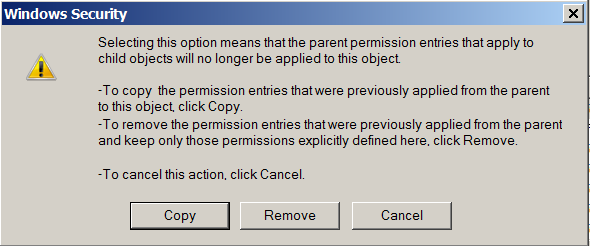 Windows Security
Selecting this option means that the parent permission entries that apply to
child objects will no longer be applied to this object.
-To copy  the permission entries that were previously applied from the parent
to this object, click Copy.
-To remove the permission entries that were previously applied from the parent
and keep only those permissions explicitly defined here, click Remove.
-To cancel this action, click Cancel.
Copy
Remove
Cancel